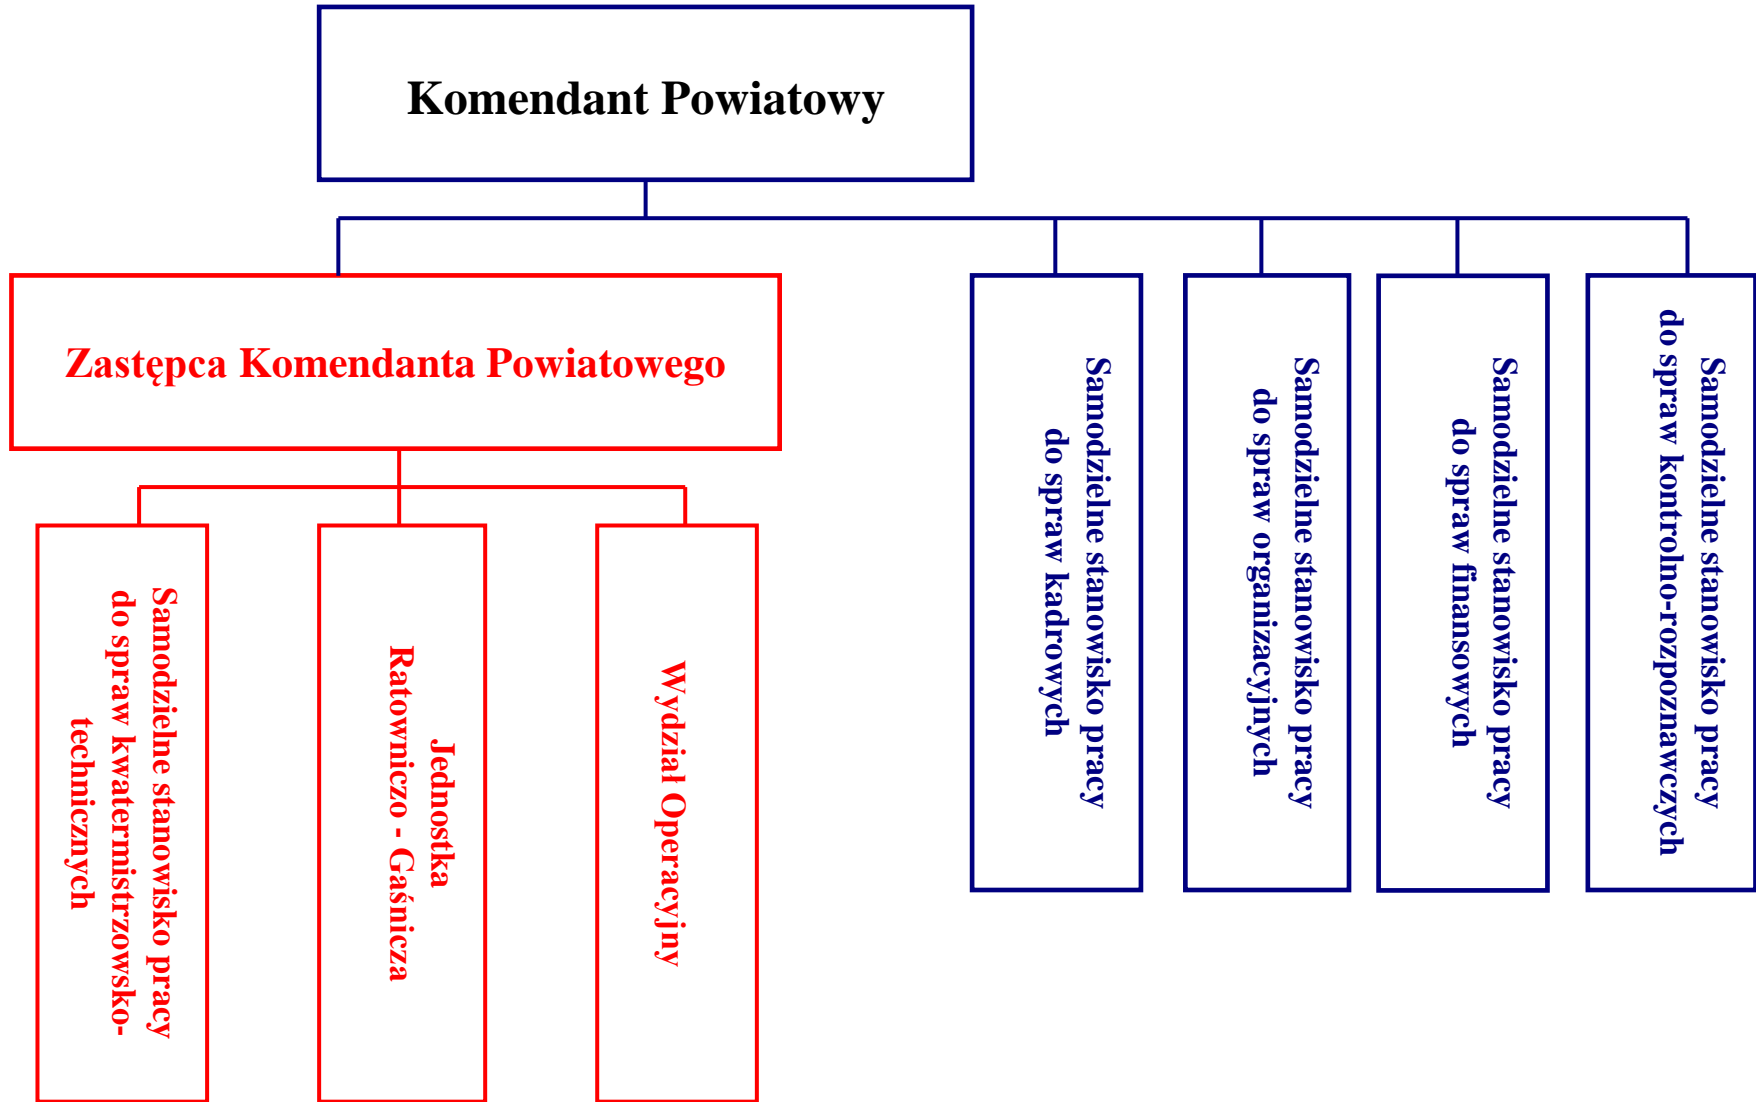 Komendant Powiatowy
Zastępca Komendanta Powiatowego
Samodzielne stanowisko pracy
do spraw kwatermistrzowsko-
technicznych
Jednostka
Ratowniczo - Gaśnicza
Wydział Operacyjny
Samodzielne stanowisko pracy
do spraw kadrowych
Samodzielne stanowisko pracy
do spraw organizacyjnych
Samodzielne stanowisko pracy
do spraw finansowych
Samodzielne stanowisko pracy
do spraw kontrolno-rozpoznawczych